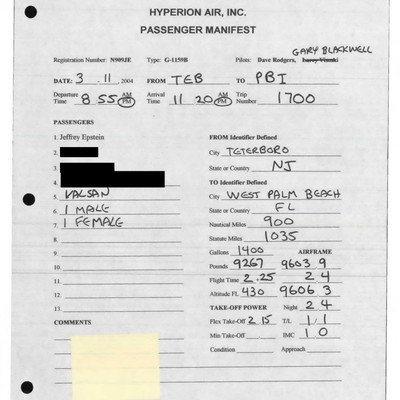 HYPERION AIR, INC.
PASSENGER MANIFEST
GARY BLACKWELL
Registration Number: N909JE Type: G-1159B Pilots: Dave Rodgers,
DATE: 3 . 11 . 2004 FROM TEB TO PBI
Departure Time 8 55 AM PM Arrival Time 11 20 AM PM Trip Number 1700
PASSENGERS
1. Jeffrey Epstein FROM Identifier Defined
2. City TETERBORO
3. State or Country NJ
4. TO Identifier Defined
5. VALSAN City WEST PALM BEACH
6. 1 MALE State or Country FL
7. 1 FEMALE Nautical Miles 900
8. Statute Miles 1035
9. Gallons 1400 AIRFRAME
10. Pounds 9267 9603 9
11. Flight Time 2.25 2 4
12. Altitude FL 430 9606 3
13. TAKE-OFF POWER Night 2 4
COMMENTS Flex Take-Off 2 15 T/L 1 / 1
Min Take-Off IMC 1 0
Condition Approach